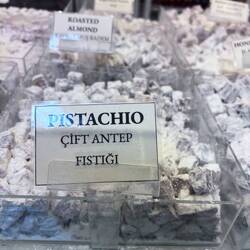 ROASTED
ALMOND
PISTACHIO
ÇİFT ANTEP
FISTIĞI